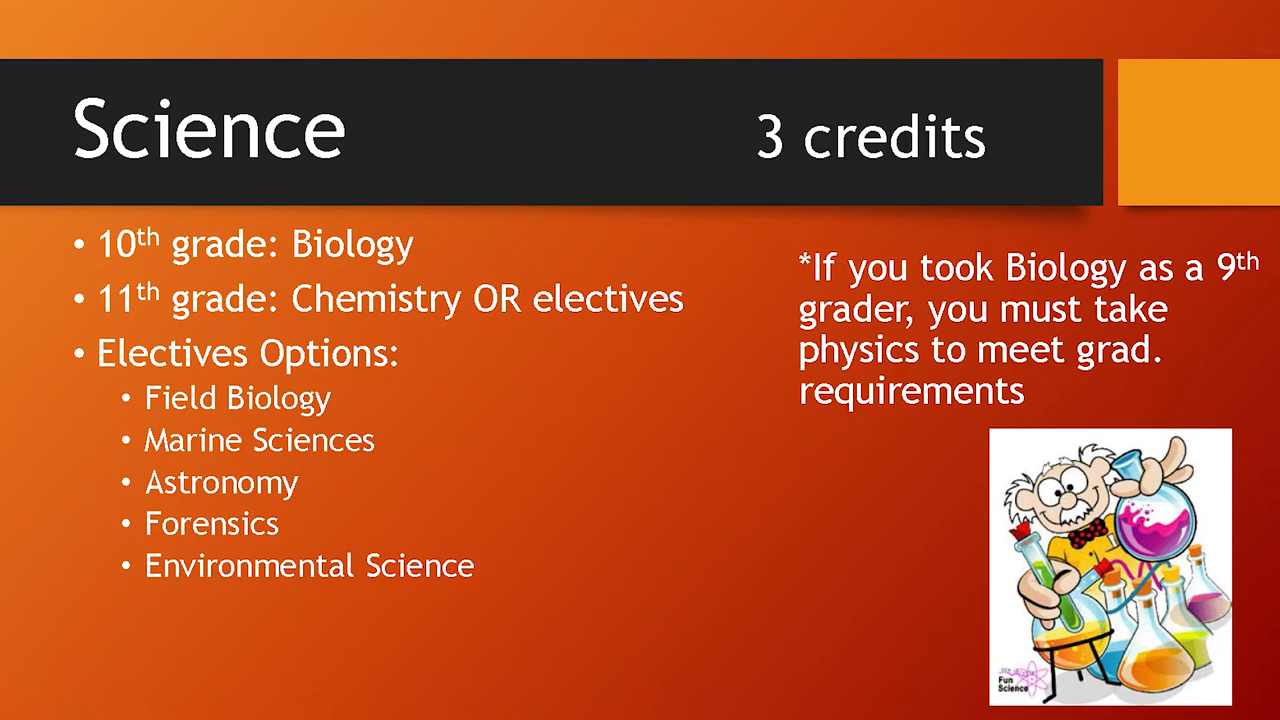 Science
3 credits
• 10th grade: Biology
• 11th grade: Chemistry OR electives
• Electives Options:
• Field Biology
• Marine Sciences
• Astronomy
• Forensics
• Environmental Science
*If you took Biology as a 9th
grader, you must take
physics to meet grad.
requirements
Fun
Science